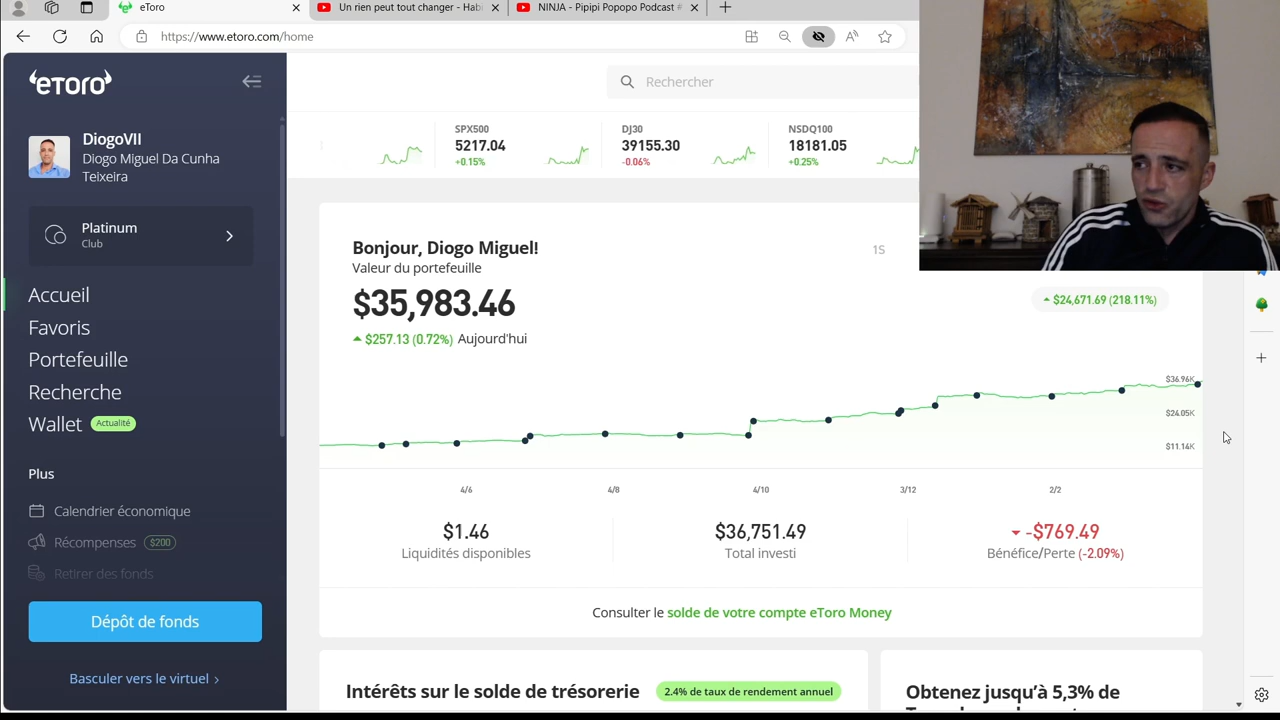 eToro
Un rien peut tout changer - Hab
NINJA - Pipipi Popopo Podcast #
https://www.etoro.com/home
eToro
DiogoVII
Diogo Miguel Da Cunha
Teixeira
Platinum
Club
Accueil
Favoris
Portefeuille
Recherche
Wallet Actualité
Plus
Calendrier économique
Récompenses $200
Retirer des fonds
Dépôt de fonds
Basculer vers le virtuel >
Rechercher
SPX500
5217.04
+0.15%
DJ30
39155.30
-0.06%
NSDQ100
18181.05
+0.25%
Bonjour, Diogo Miguel!
1S
Valeur du portefeuille
$35,983.46
$24,671.69 (218.11%)
$257.13 (0.72%) Aujourd'hui
$36.96K
$24.05K
$11.14K
4/6 4/8 4/10 3/12 2/2
$1.46
Liquidités disponibles
$36,751.49
Total investi
-$769.49
Bénéfice/Perte (-2.09%)
Consulter le solde de votre compte eToro Money
Intérêts sur le solde de trésorerie 2.4% de taux de rendement annuel
Obtenez jusqu'à 5,3% de